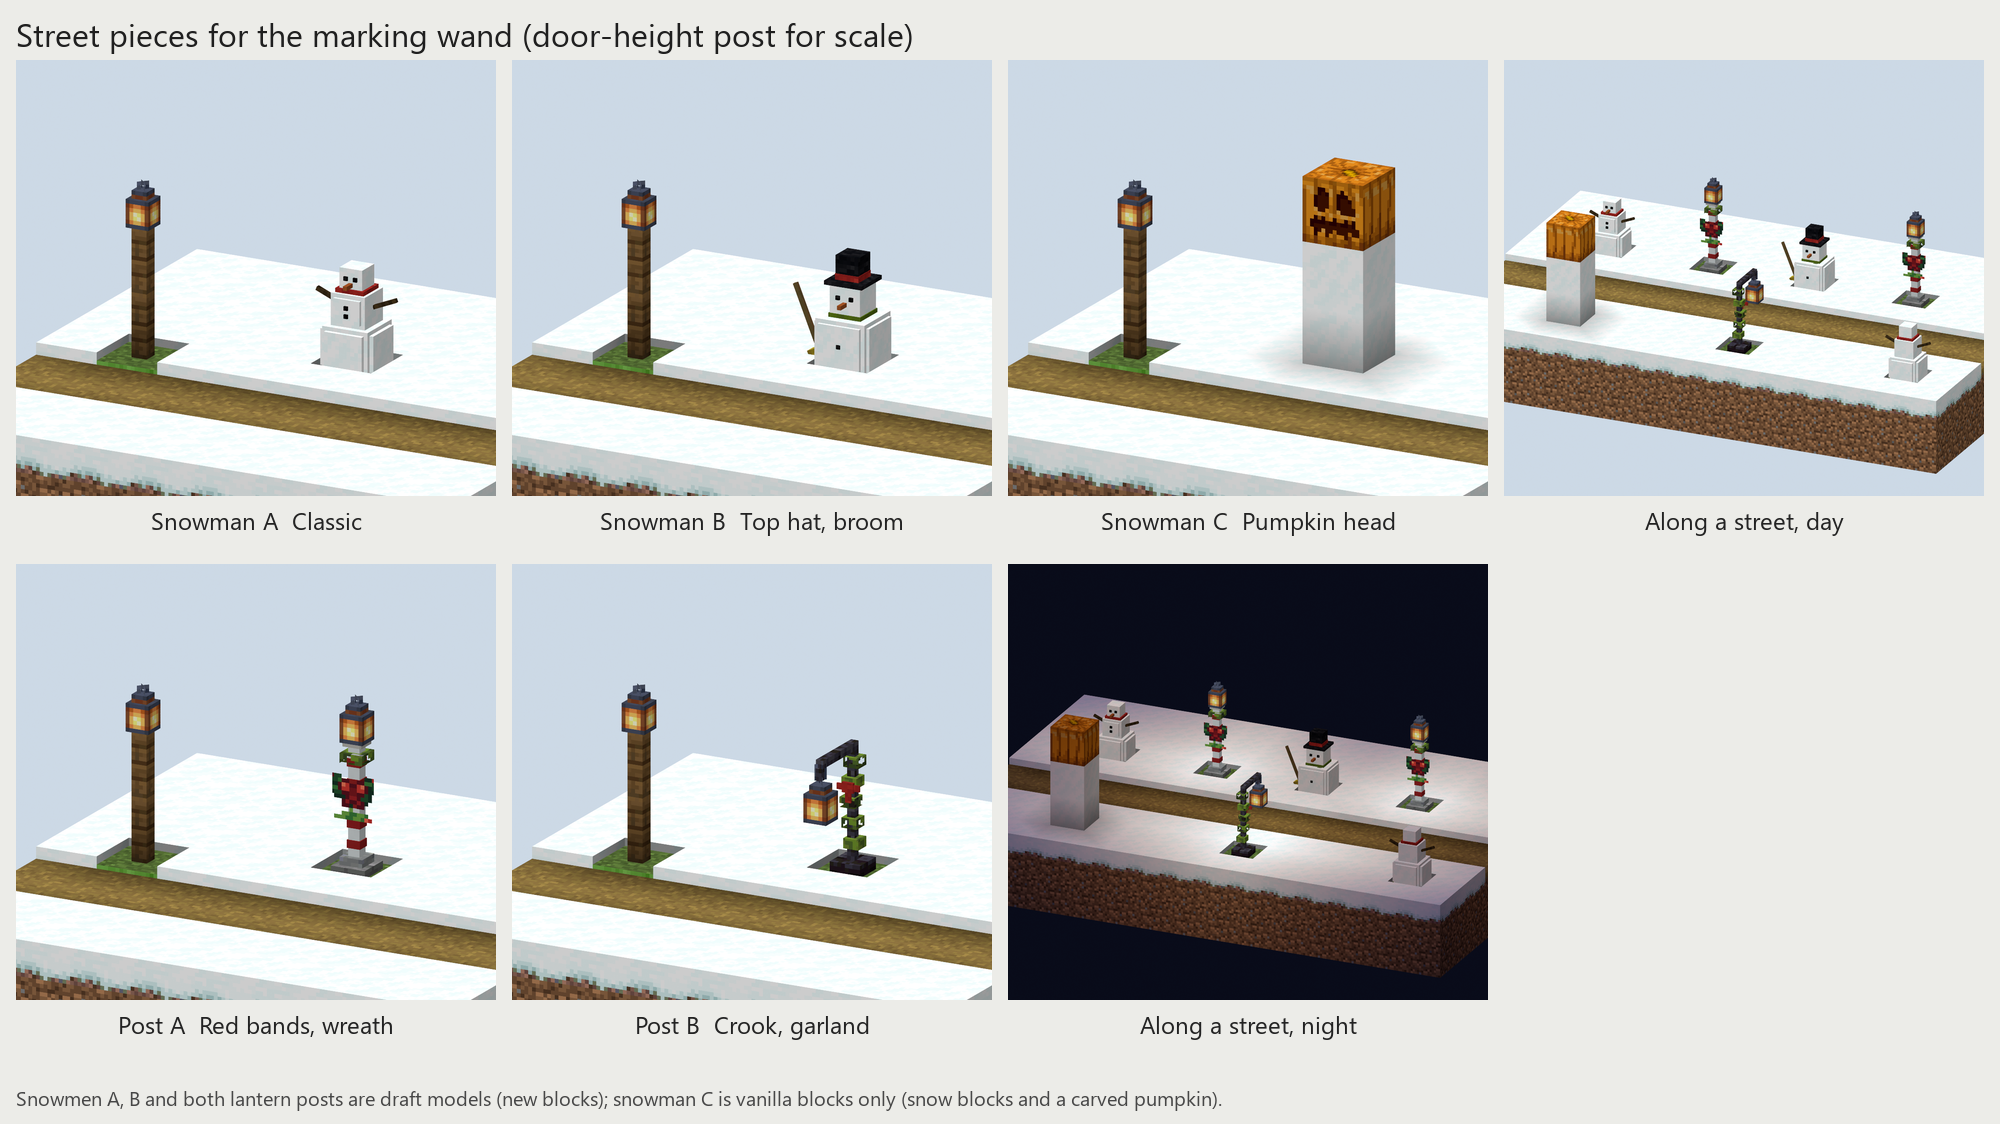 Street pieces for the marking wand (door-height post for scale)
Snowman A  Classic
Snowman B  Top hat, broom
Snowman C  Pumpkin head
Along a street, day
Post A  Red bands, wreath
Post B  Crook, garland
Along a street, night
Snowmen A, B and both lantern posts are draft models (new blocks); snowman C is vanilla blocks only (snow blocks and a carved pumpkin).